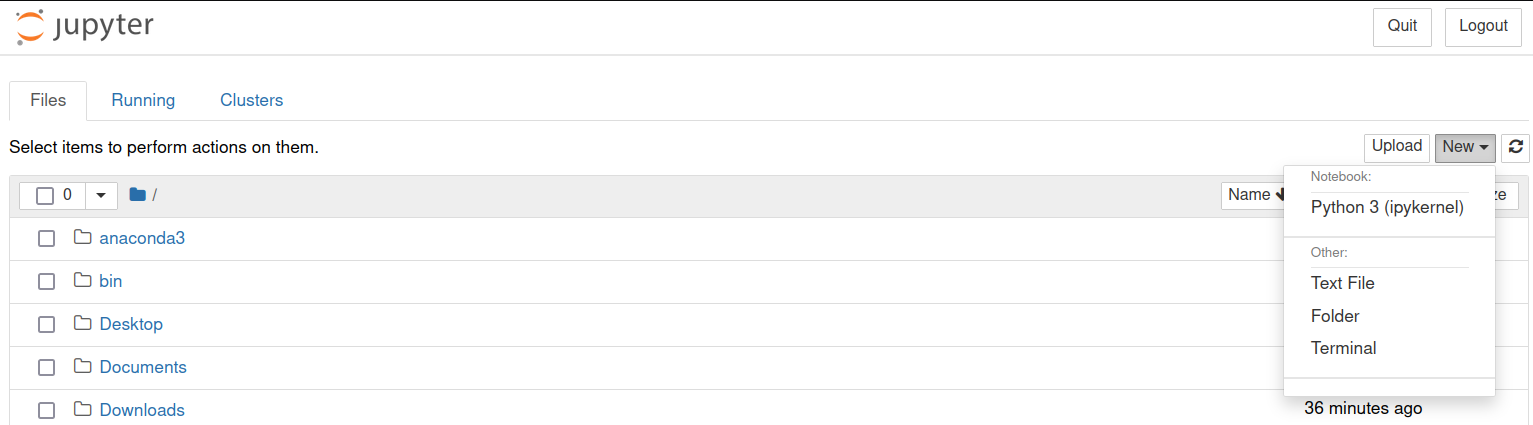 jupyter
Quit Logout
Files Running Clusters
Select items to perform actions on them.
Upload New
0 / Name ze
Notebook:
Python 3 (ipykernel)
Other:
Text File
Folder
Terminal
anaconda3
bin
Desktop
Documents
Downloads 36 minutes ago